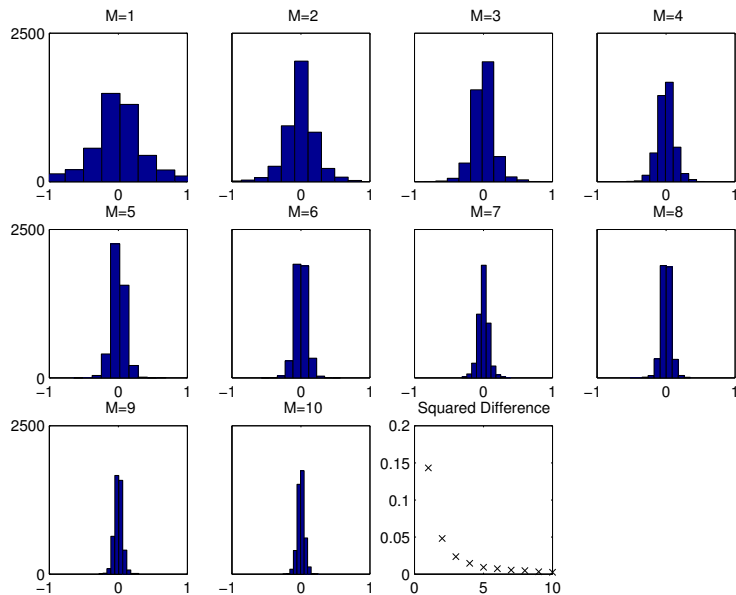 M=1 M=2 M=3 M=4
2500
0
-1 0 1 -1 0 1 -1 0 1 -1 0 1
M=5 M=6 M=7 M=8
2500
0
-1 0 1 -1 0 1 -1 0 1 -1 0 1
M=9 M=10 Squared Difference
2500 0.2
0.15
0.1
0.05
0 0
-1 0 1 -1 0 1 0 5 10